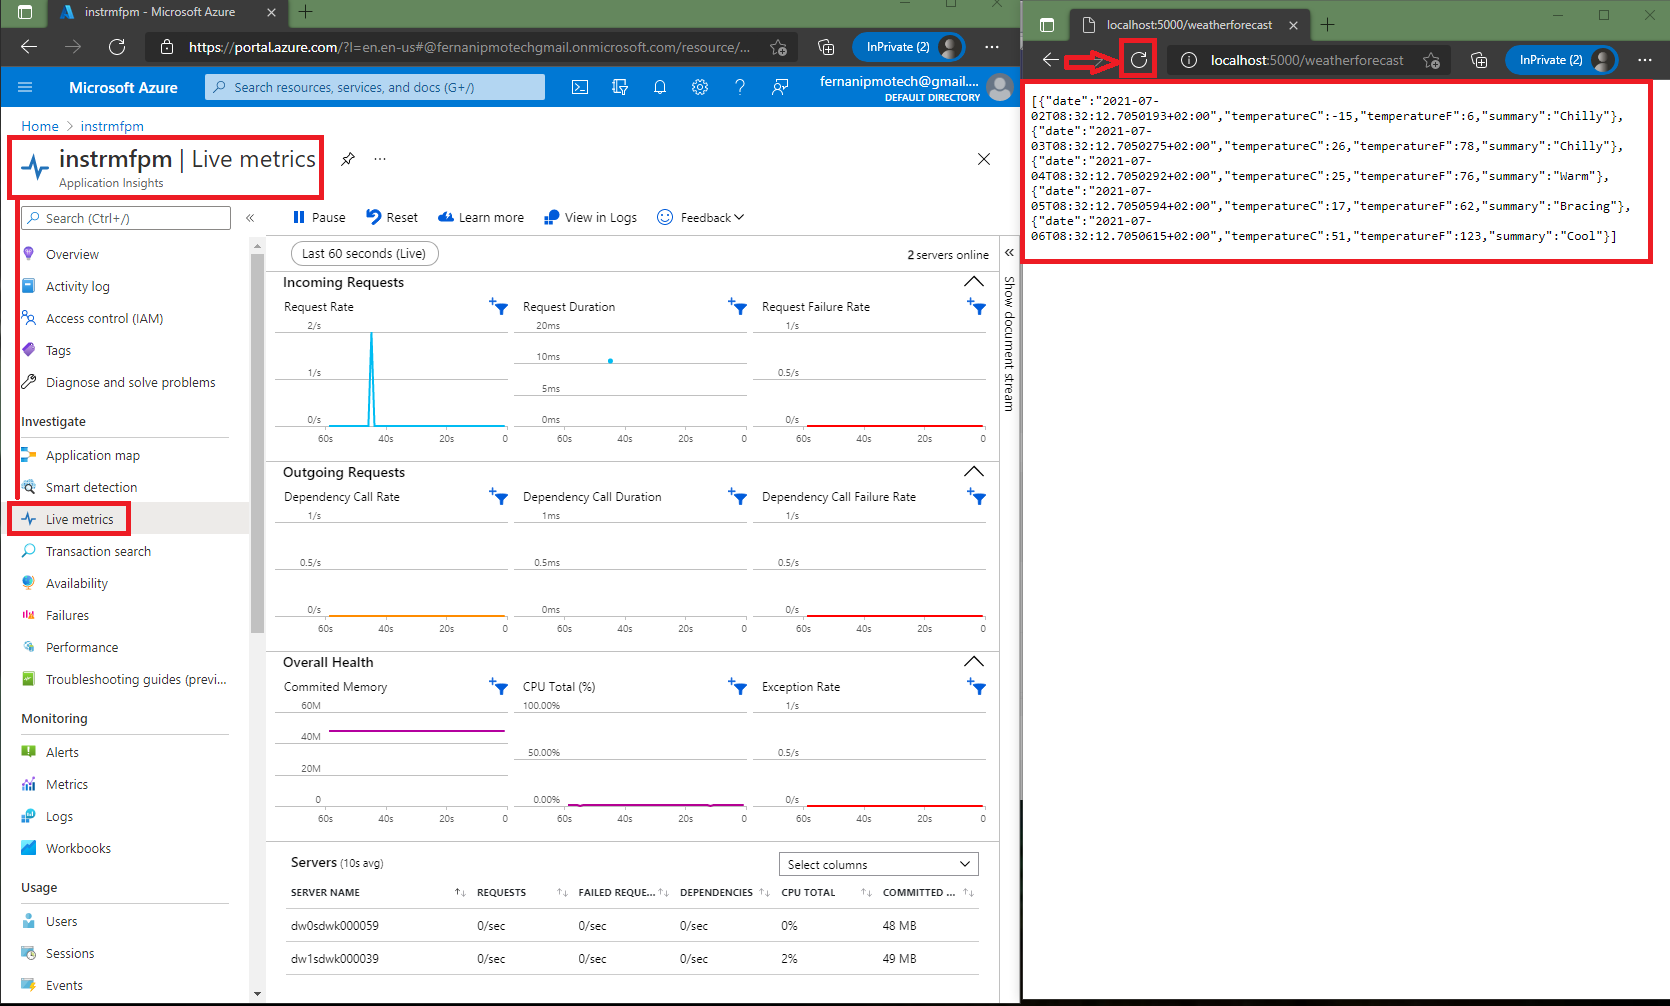 instrmfpm - Microsoft Azure
https://portal.azure.com/?l=en.en-us#@fernanipmotechgmail.onmicrosoft.com/resource/...
InPrivate (2)
Microsoft Azure
Search resources, services, and docs (G+/)
fernanipmotech@gmail....
DEFAULT DIRECTORY
Home > instrmfpm
instrmfpm | Live metrics
Application Insights
Search (Ctrl+/)
Overview
Activity log
Access control (IAM)
Tags
Diagnose and solve problems
Investigate
Application map
Smart detection
Live metrics
Transaction search
Availability
Failures
Performance
Troubleshooting guides (previ...
Monitoring
Alerts
Metrics
Logs
Workbooks
Usage
Users
Sessions
Events
Pause Reset Learn more View in Logs Feedback
Last 60 seconds (Live)
2 servers online
Show document stream
Incoming Requests
Request Rate
2/s
1/s
0/s
60s 40s 20s 0
Request Duration
20ms
10ms
5ms
0ms
60s 40s 20s 0
Request Failure Rate
1/s
0.5/s
0/s
60s 40s 20s 0
Outgoing Requests
Dependency Call Rate
1/s
0.5/s
0/s
60s 40s 20s 0
Dependency Call Duration
1ms
0.5ms
0ms
60s 40s 20s 0
Dependency Call Failure Rate
1/s
0.5/s
0/s
60s 40s 20s 0
Overall Health
Commited Memory
60M
40M
20M
0
60s 40s 20s 0
CPU Total (%)
100.00%
50.00%
0.00%
60s 40s 20s 0
Exception Rate
1/s
0.5/s
0/s
60s 40s 20s 0
Servers (10s avg)
Select columns
SERVER NAME REQUESTS FAILED REQUE... DEPENDENCIES CPU TOTAL COMMITTED ...
dw0sdwk000059 0/sec 0/sec 0/sec 0% 48 MB
dw1sdwk000039 0/sec 0/sec 0/sec 2% 49 MB
localhost:5000/weatherforecast
localhost:5000/weatherforecast
InPrivate (2)
[{"date":"2021-07-
02T08:32:12.7050193+02:00","temperatureC":-15,"temperatureF":6,"summary":"Chilly"},
{"date":"2021-07-
03T08:32:12.7050275+02:00","temperatureC":26,"temperatureF":78,"summary":"Chilly"},
{"date":"2021-07-
04T08:32:12.7050292+02:00","temperatureC":25,"temperatureF":76,"summary":"Warm"},
{"date":"2021-07-
05T08:32:12.7050594+02:00","temperatureC":17,"temperatureF":62,"summary":"Bracing"},
{"date":"2021-07-
06T08:32:12.7050615+02:00","temperatureC":51,"temperatureF":123,"summary":"Cool"}]